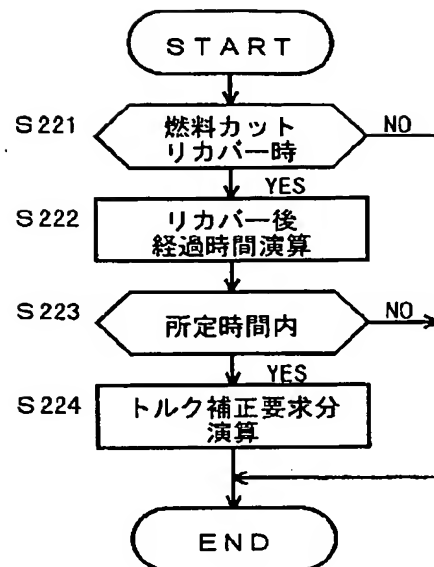 START
S221
燃料カット
リカバー時
NO
YES
S222
リカバー後
経過時間演算
S223
所定時間内
NO
YES
S224
トルク補正要求分
演算
END